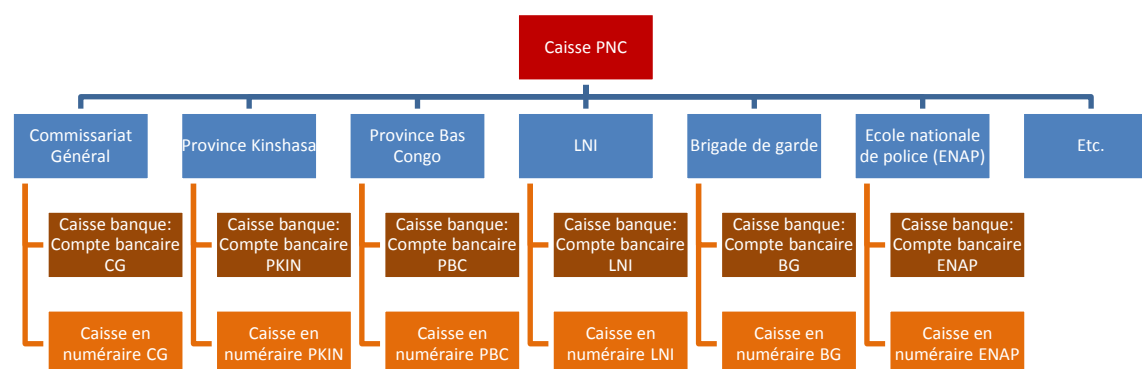 Caisse PNC
Commissariat
Général
Province Kinshasa
Province Bas
Congo
LNI
Brigade de garde
Ecole nationale
de police (ENAP)
Etc.
Caisse banque:
Compte bancaire
CG
Caisse banque:
Compte bancaire
PKIN
Caisse banque:
Compte bancaire
PBC
Caisse banque:
Compte bancaire
LNI
Caisse banque:
Compte bancaire
BG
Caisse banque:
Compte bancaire
ENAP
Caisse en
numéraire CG
Caisse en
numéraire PKIN
Caisse en
numéraire PBC
Caisse en
numéraire LNI
Caisse en
numéraire BG
Caisse en
numéraire ENAP